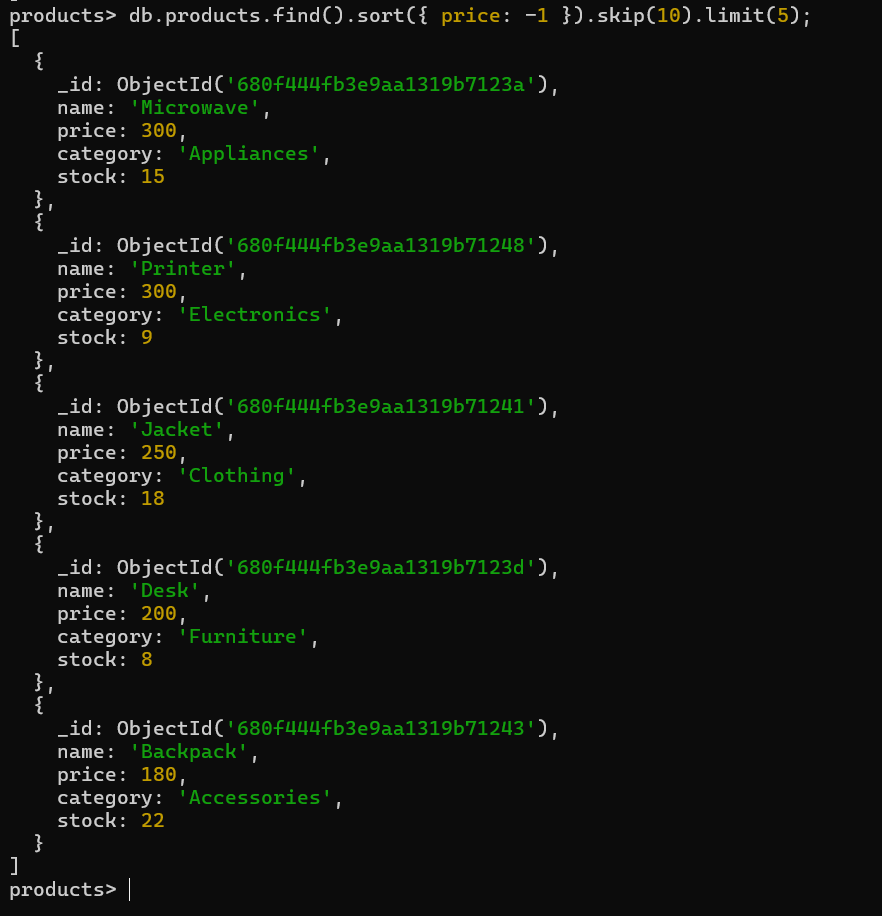 products> db.products.find().sort({ price: -1 }).skip(10).limit(5);
[
  {
    _id: ObjectId('680f444fb3e9aa1319b7123a'),
    name: 'Microwave',
    price: 300,
    category: 'Appliances',
    stock: 15
  },
  {
    _id: ObjectId('680f444fb3e9aa1319b71248'),
    name: 'Printer',
    price: 300,
    category: 'Electronics',
    stock: 9
  },
  {
    _id: ObjectId('680f444fb3e9aa1319b71241'),
    name: 'Jacket',
    price: 250,
    category: 'Clothing',
    stock: 18
  },
  {
    _id: ObjectId('680f444fb3e9aa1319b7123d'),
    name: 'Desk',
    price: 200,
    category: 'Furniture',
    stock: 8
  },
  {
    _id: ObjectId('680f444fb3e9aa1319b71243'),
    name: 'Backpack',
    price: 180,
    category: 'Accessories',
    stock: 22
  }
]
products>